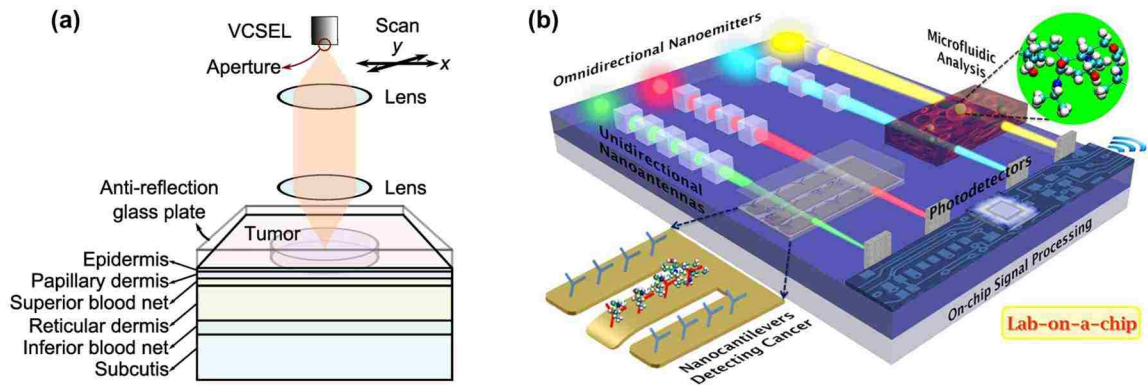 (a)
VCSEL
Scan
y
x
Aperture
Lens
Lens
Anti-reflection
glass plate
Tumor
Epidermis
Papillary dermis
Superior blood net
Reticular dermis
Inferior blood net
Subcutis
(b)
Omnidirectional Nanoemitters
Microfluidic
Analysis
Unidirectional
Nanoantennas
Photodetectors
On-chip Signal Processing
Nanocantilevers
Detecting Cancer
Lab-on-a-chip